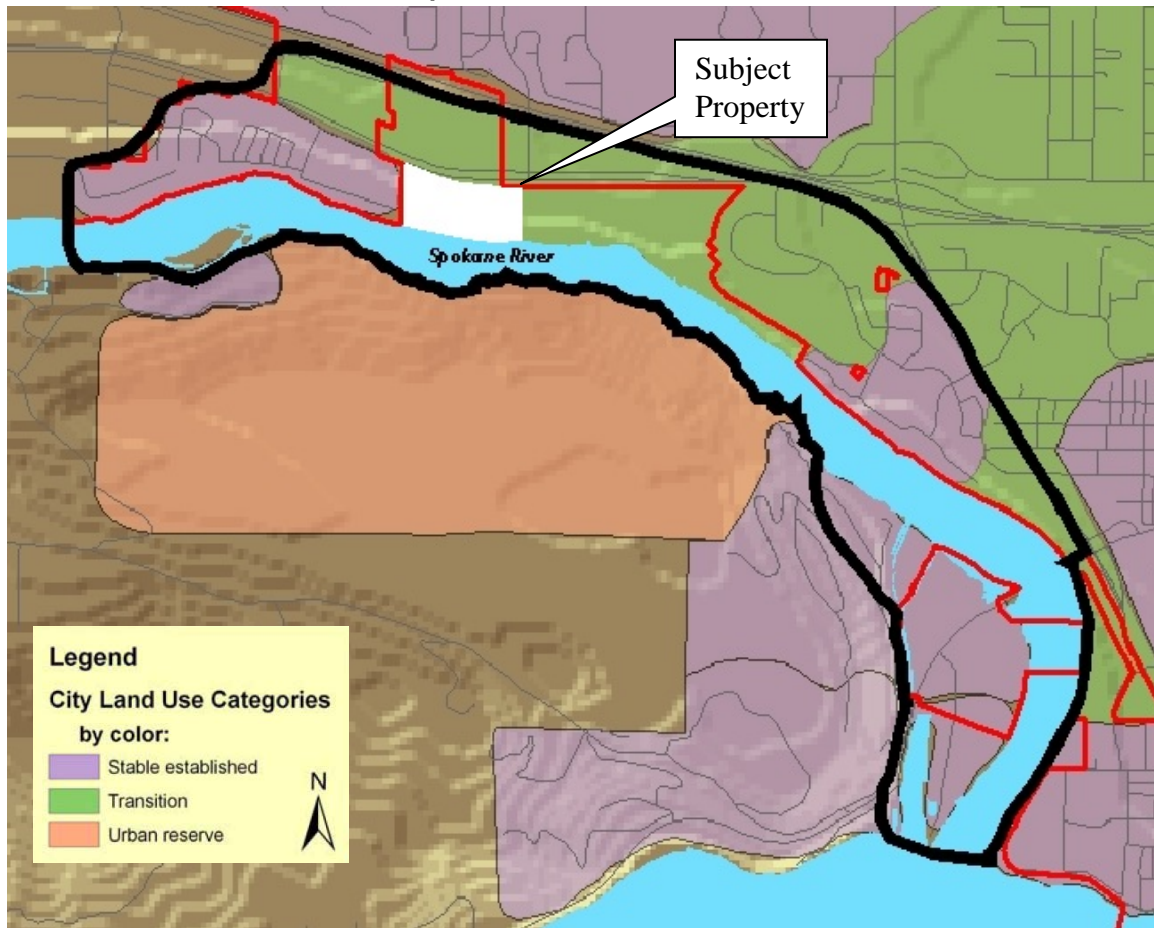 Subject
Property
Spokane River
Legend
City Land Use Categories
by color:
Stable established
Transition
Urban reserve
N